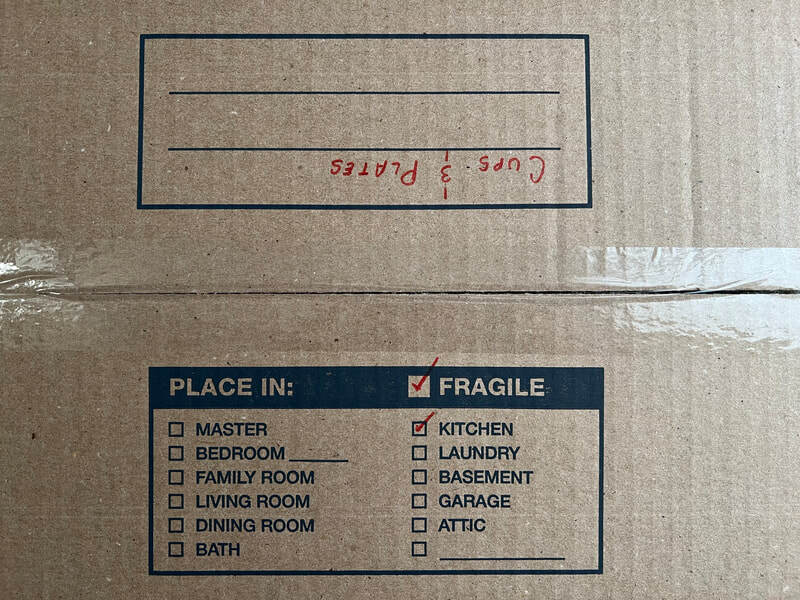 CUPS & PLATES
PLACE IN:
FRAGILE
MASTER
BEDROOM
FAMILY ROOM
LIVING ROOM
DINING ROOM
BATH
KITCHEN
LAUNDRY
BASEMENT
GARAGE
ATTIC